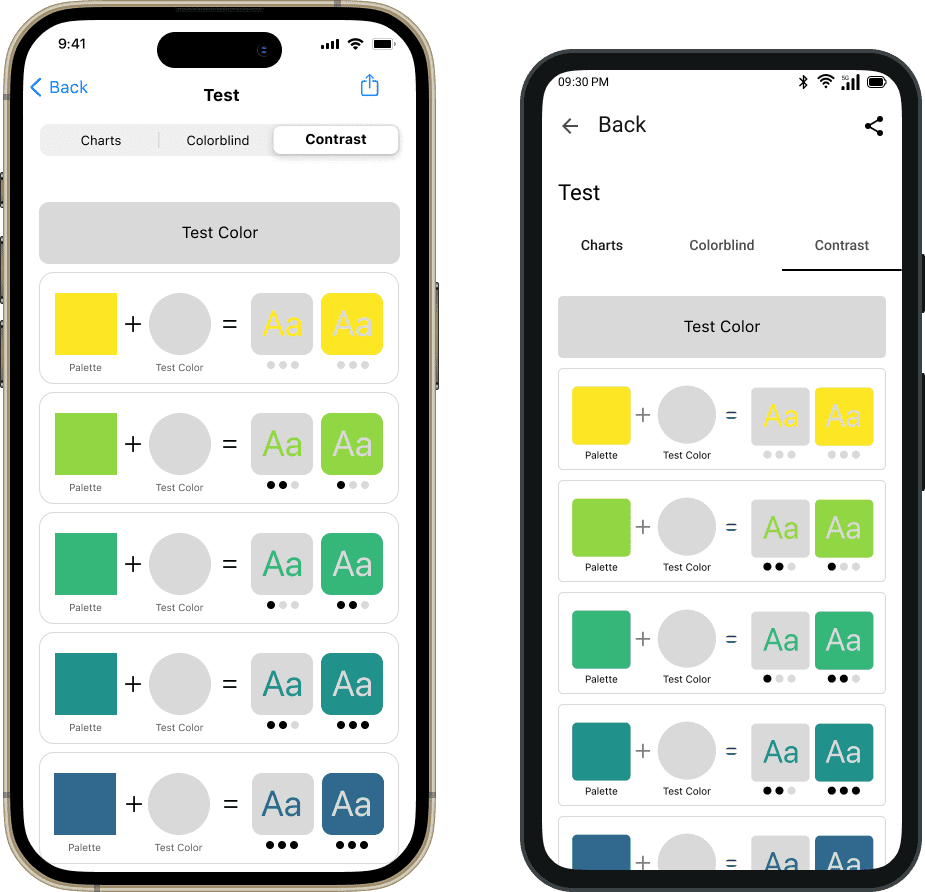 9:41
Back
Test
Charts Colorblind Contrast
Test Color
+ = Aa Aa
Palette Test Color
+ = Aa Aa
Palette Test Color
+ = Aa Aa
Palette Test Color
+ = Aa Aa
Palette Test Color
+ = Aa Aa
Palette Test Color
09:30 PM 5G
Back
Test
Charts Colorblind Contrast
Test Color
+ = Aa Aa
Palette Test Color
+ = Aa Aa
Palette Test Color
+ = Aa Aa
Palette Test Color
+ = Aa Aa
Palette Test Color
+ = Aa Aa